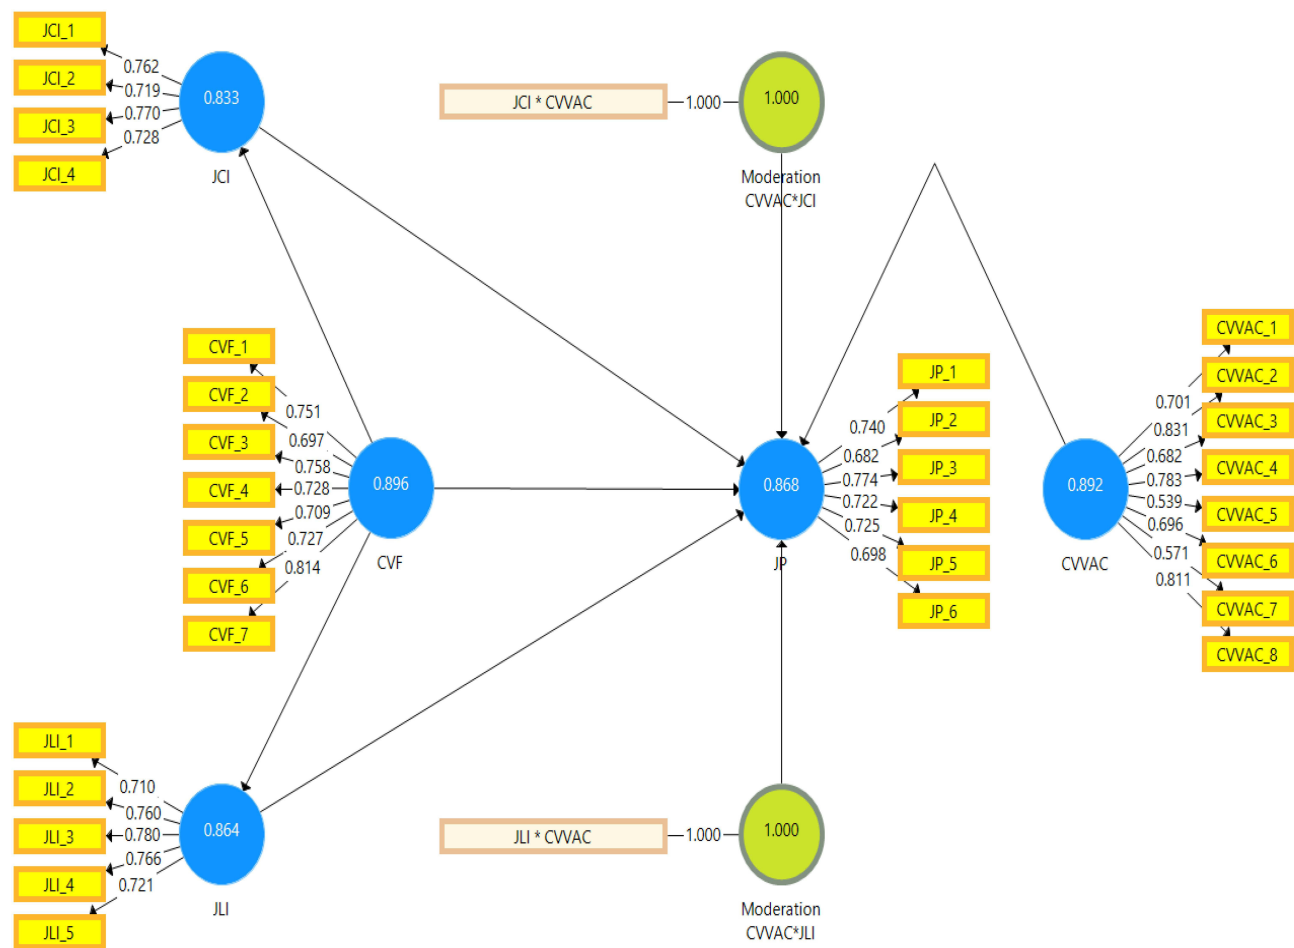 JCI_1
JCI_2
JCI_3
JCI_4
0.762
0.719
0.770
0.728
0.833
JCI
JCI * CVVAC
1.000
1.000
Moderation
CVVAC*JCI
CVF_1
CVF_2
CVF_3
CVF_4
CVF_5
CVF_6
CVF_7
0.751
0.697
0.758
0.728
0.709
0.727
0.814
0.896
CVF
0.868
JP
0.740
0.682
0.774
0.722
0.725
0.698
JP_1
JP_2
JP_3
JP_4
JP_5
JP_6
0.892
CVVAC
0.701
0.831
0.682
0.783
0.539
0.696
0.571
0.811
CVVAC_1
CVVAC_2
CVVAC_3
CVVAC_4
CVVAC_5
CVVAC_6
CVVAC_7
CVVAC_8
JLI_1
JLI_2
JLI_3
JLI_4
JLI_5
0.710
0.760
0.780
0.766
0.721
0.864
JLI
JLI * CVVAC
1.000
1.000
Moderation
CVVAC*JLI